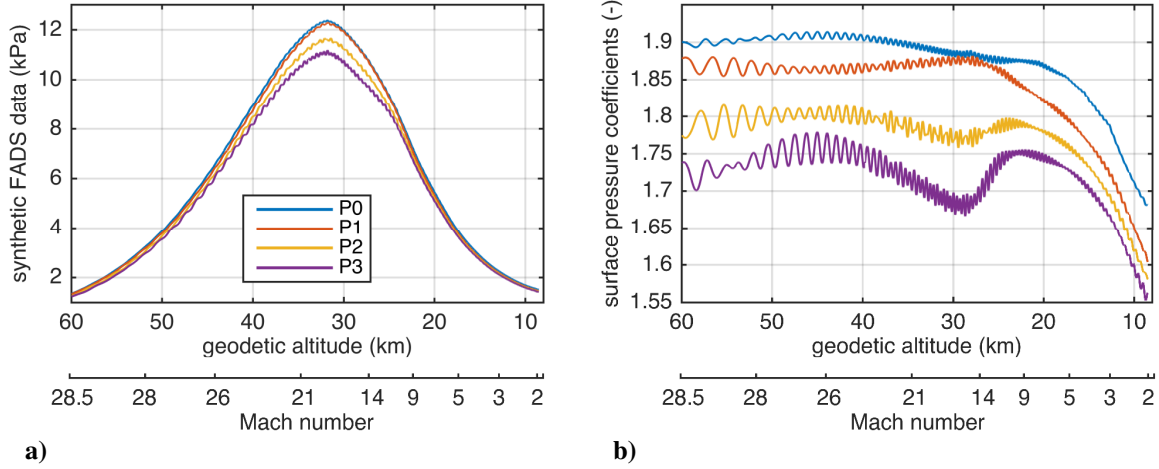 synthetic FADS data (kPa)
12
10
8
6
4
2
P0
P1
P2
P3
60 50 40 30 20 10
geodetic altitude (km)
28.5 28 26 21 14 9 5 3 2
Mach number
a)
surface pressure coefficients (-)
1.9
1.85
1.8
1.75
1.7
1.65
1.6
1.55
60 50 40 30 20 10
geodetic altitude (km)
28.5 28 26 21 14 9 5 3 2
Mach number
b)